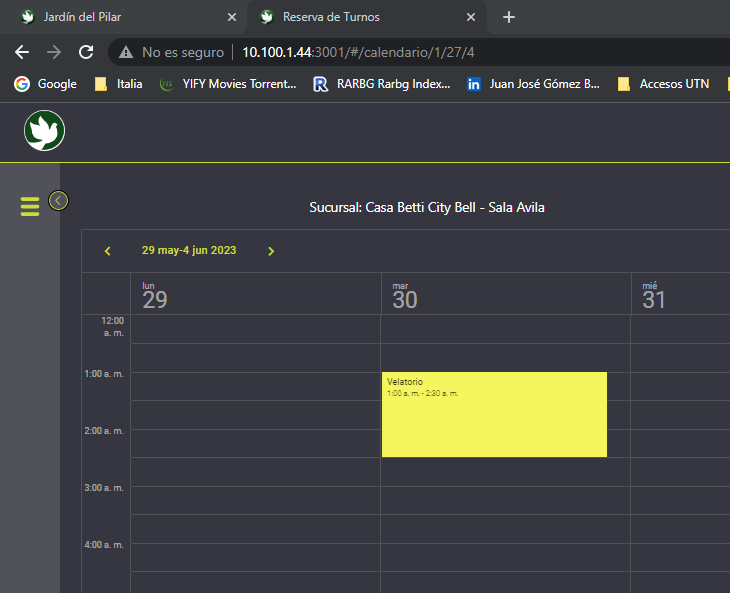 Jardín del Pilar
Reserva de Turnos
No es seguro | 10.100.1.44:3001/#/calendario/1/27/4
Google Italia YIFY Movies Torrent... RARBG Rarbg Index... Juan José Gómez B... Accesos UTN
Sucursal: Casa Betti City Bell - Sala Avila
29 may-4 jun 2023
lun
29
mar
30
mié
31
12:00
a. m.
1:00 a. m.
Velatorio
1:00 a. m. - 2:30 a. m.
2:00 a. m.
3:00 a. m.
4:00 a. m.